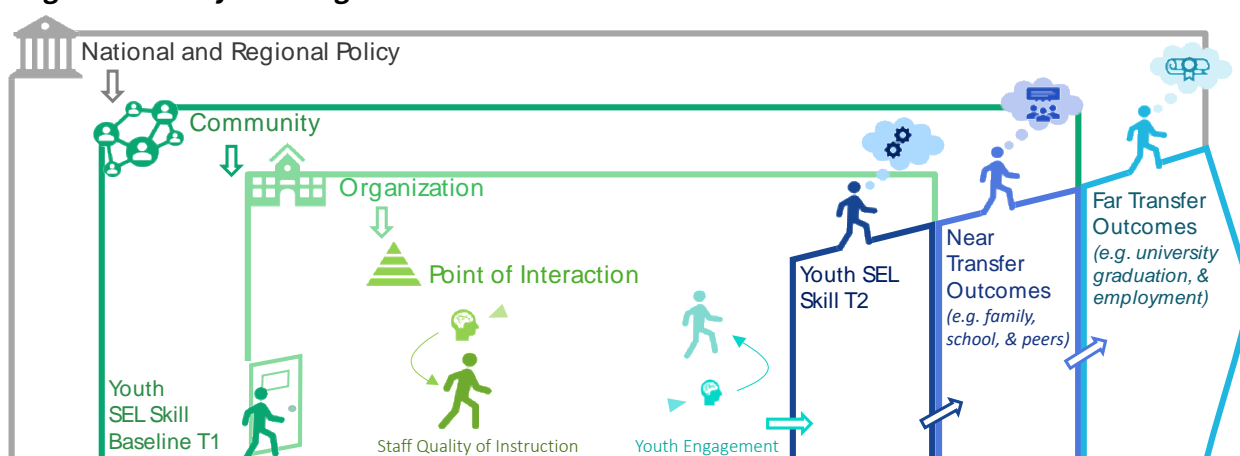 National and Regional Policy
Community
Organization
Point of Interaction
Youth
SEL Skill
Baseline T1
Staff Quality of Instruction
Youth Engagement
Youth SEL
Skill T2
Near
Transfer
Outcomes
(e.g. family,
school, & peers)
Far Transfer
Outcomes
(e.g. university
graduation, &
employment)